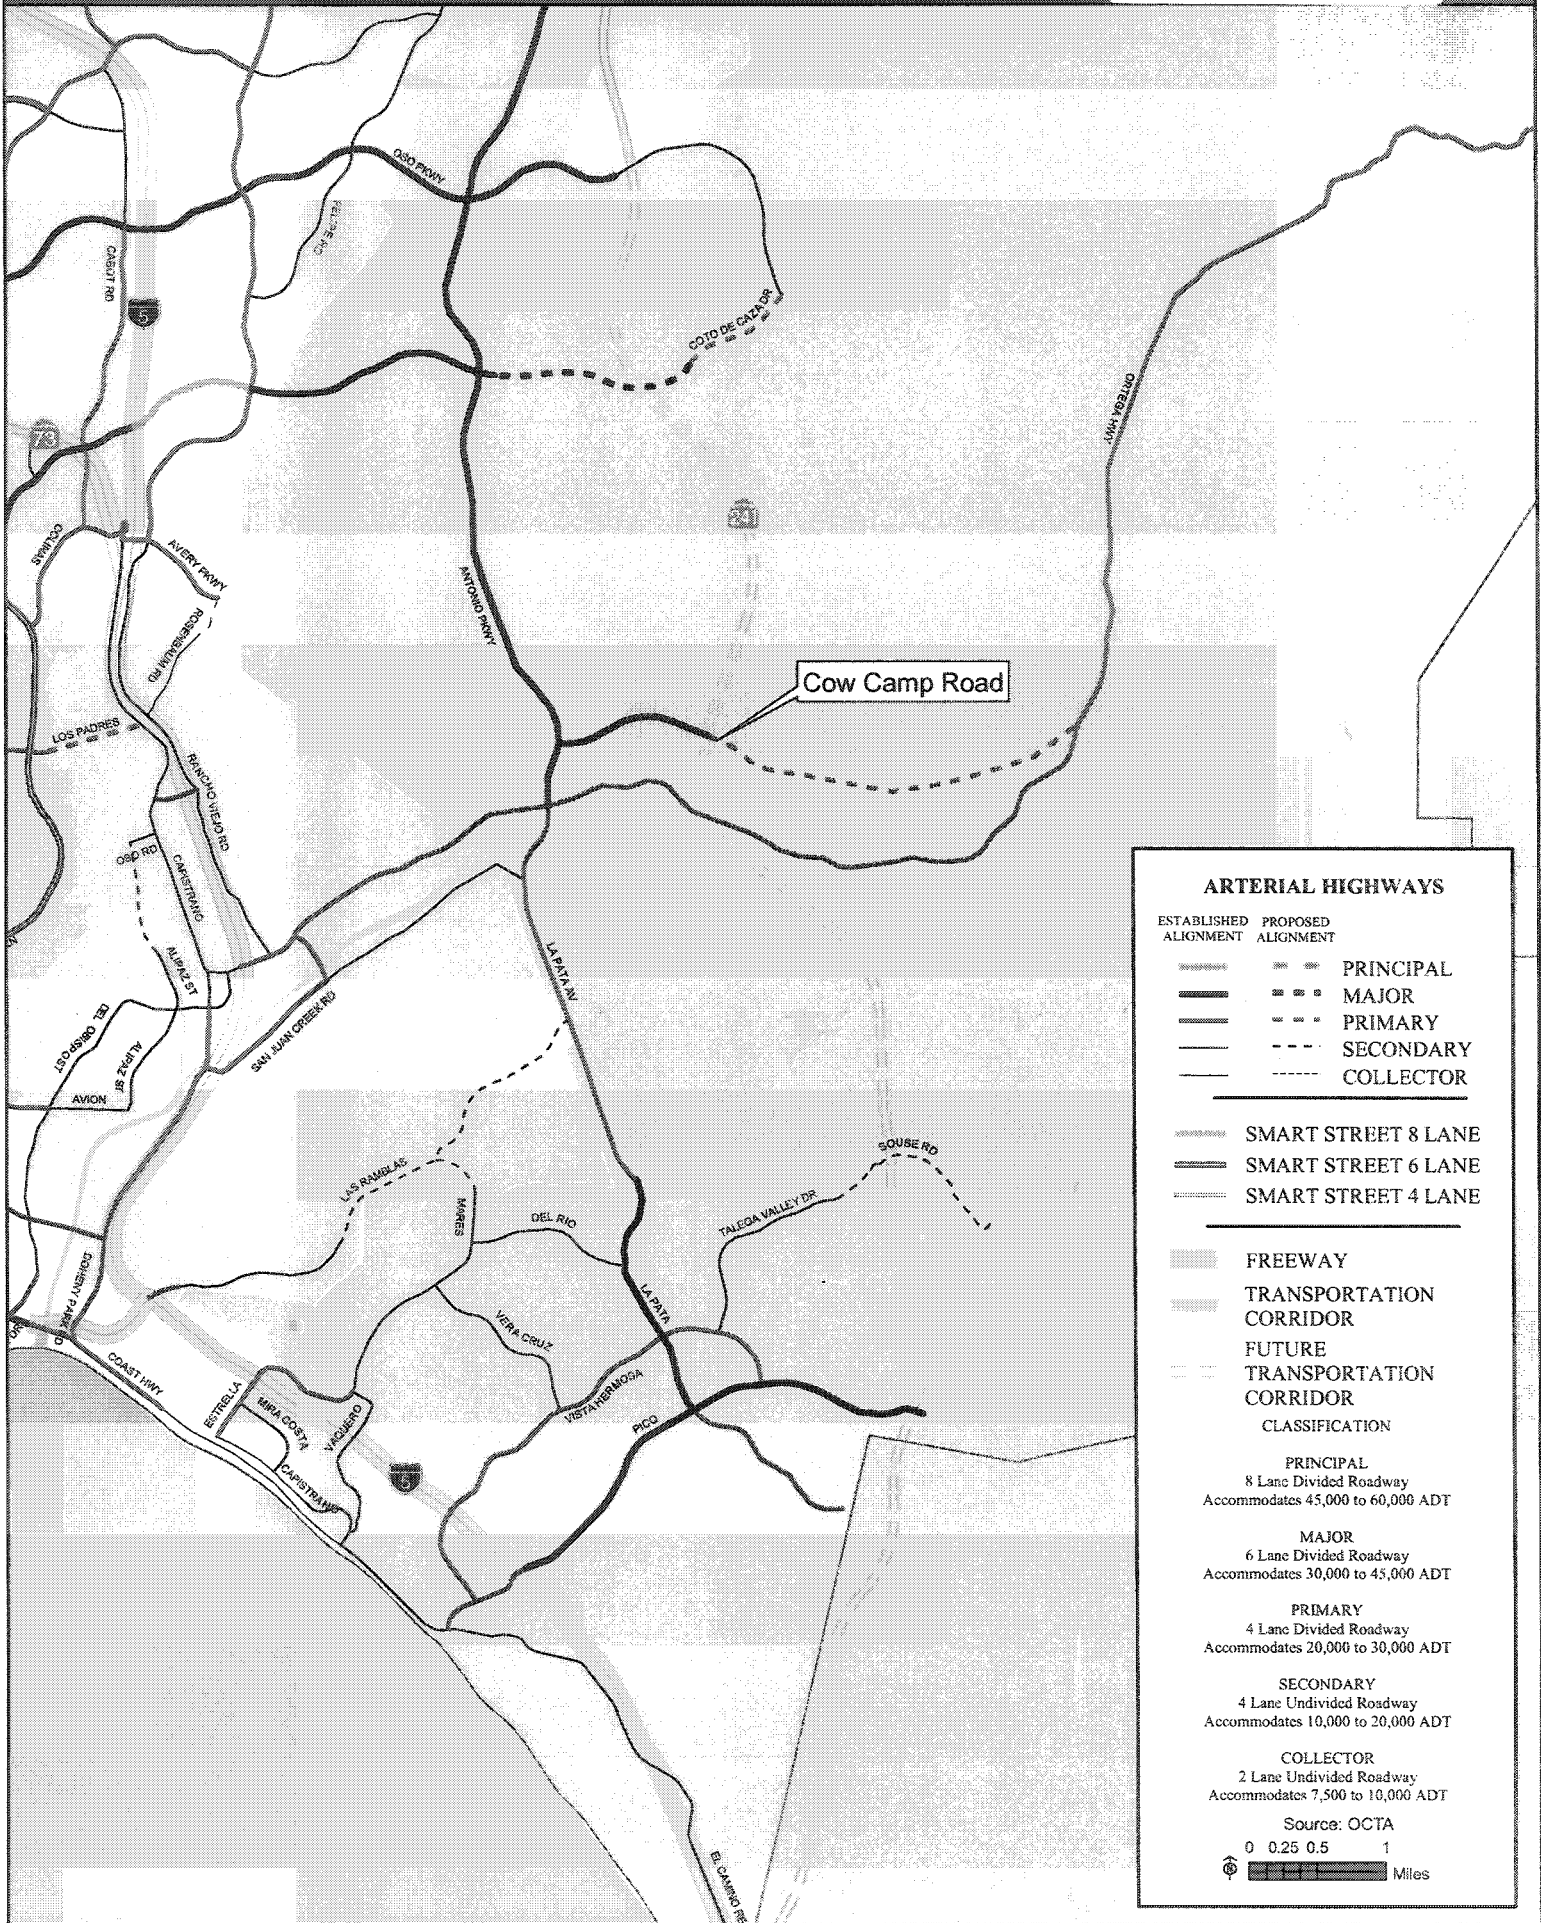 OSO PKWY
FELIPE RD
CABOT RD
5
COTO DE CAZA DR
ORTEGA HWY
73
241
COLINAS
AVERY PKWY
ANTONIO PKWY
ROSENBAUM RD
Cow Camp Road
LOS PADRES
RANCHO VIEJO RD
OSO RD
CAPISTRANO
ALIPAZ ST
LA PATA AV
DEL OBISPO ST
ALIPAZ ST
SAN JUAN CREEK RD
AVION
LAS RAMBLAS
SOUSE RD
MARES
DEL RIO
TALEGA VALLEY DR
DOHENY PARK RD
LA PATA
VERA CRUZ
COAST HWY
ESTRELLA
MIRA COSTA
VAQUERO
VISTA HERMOSA
PICO
CAPISTRANO
5
ARTERIAL HIGHWAYS
ESTABLISHED PROPOSED
ALIGNMENT ALIGNMENT
PRINCIPAL
MAJOR
PRIMARY
SECONDARY
COLLECTOR
SMART STREET 8 LANE
SMART STREET 6 LANE
SMART STREET 4 LANE
FREEWAY
TRANSPORTATION
CORRIDOR
FUTURE
TRANSPORTATION
CORRIDOR
CLASSIFICATION
PRINCIPAL
8 Lane Divided Roadway
Accommodates 45,000 to 60,000 ADT
MAJOR
6 Lane Divided Roadway
Accommodates 30,000 to 45,000 ADT
PRIMARY
4 Lane Divided Roadway
Accommodates 20,000 to 30,000 ADT
SECONDARY
4 Lane Undivided Roadway
Accommodates 10,000 to 20,000 ADT
COLLECTOR
2 Lane Undivided Roadway
Accommodates 7,500 to 10,000 ADT
Source: OCTA
0 0.25 0.5 1
Miles
EL CAMINO RE